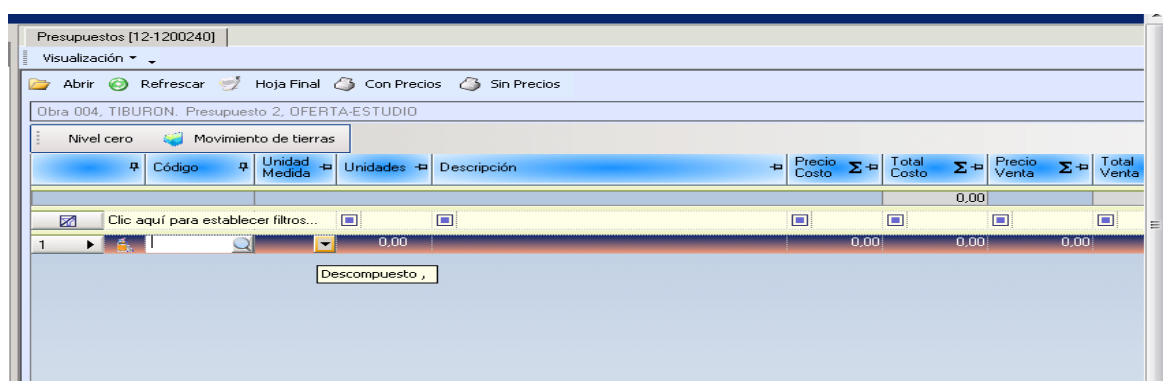 Presupuestos [12-1200240]
Visualización
Abrir Refrescar Hoja Final Con Precios Sin Precios
Obra 004, TIBURON. Presupuesto 2, OFERTA-ESTUDIO
Nivel cero Movimiento de tierras
Código Unidad Medida Unidades Descripción Precio Costo Σ Total Costo Σ Precio Venta Σ Total Venta
0,00
Clic aquí para establecer filtros...
1 0,00 0,00 0,00 0,00
Descompuesto ,